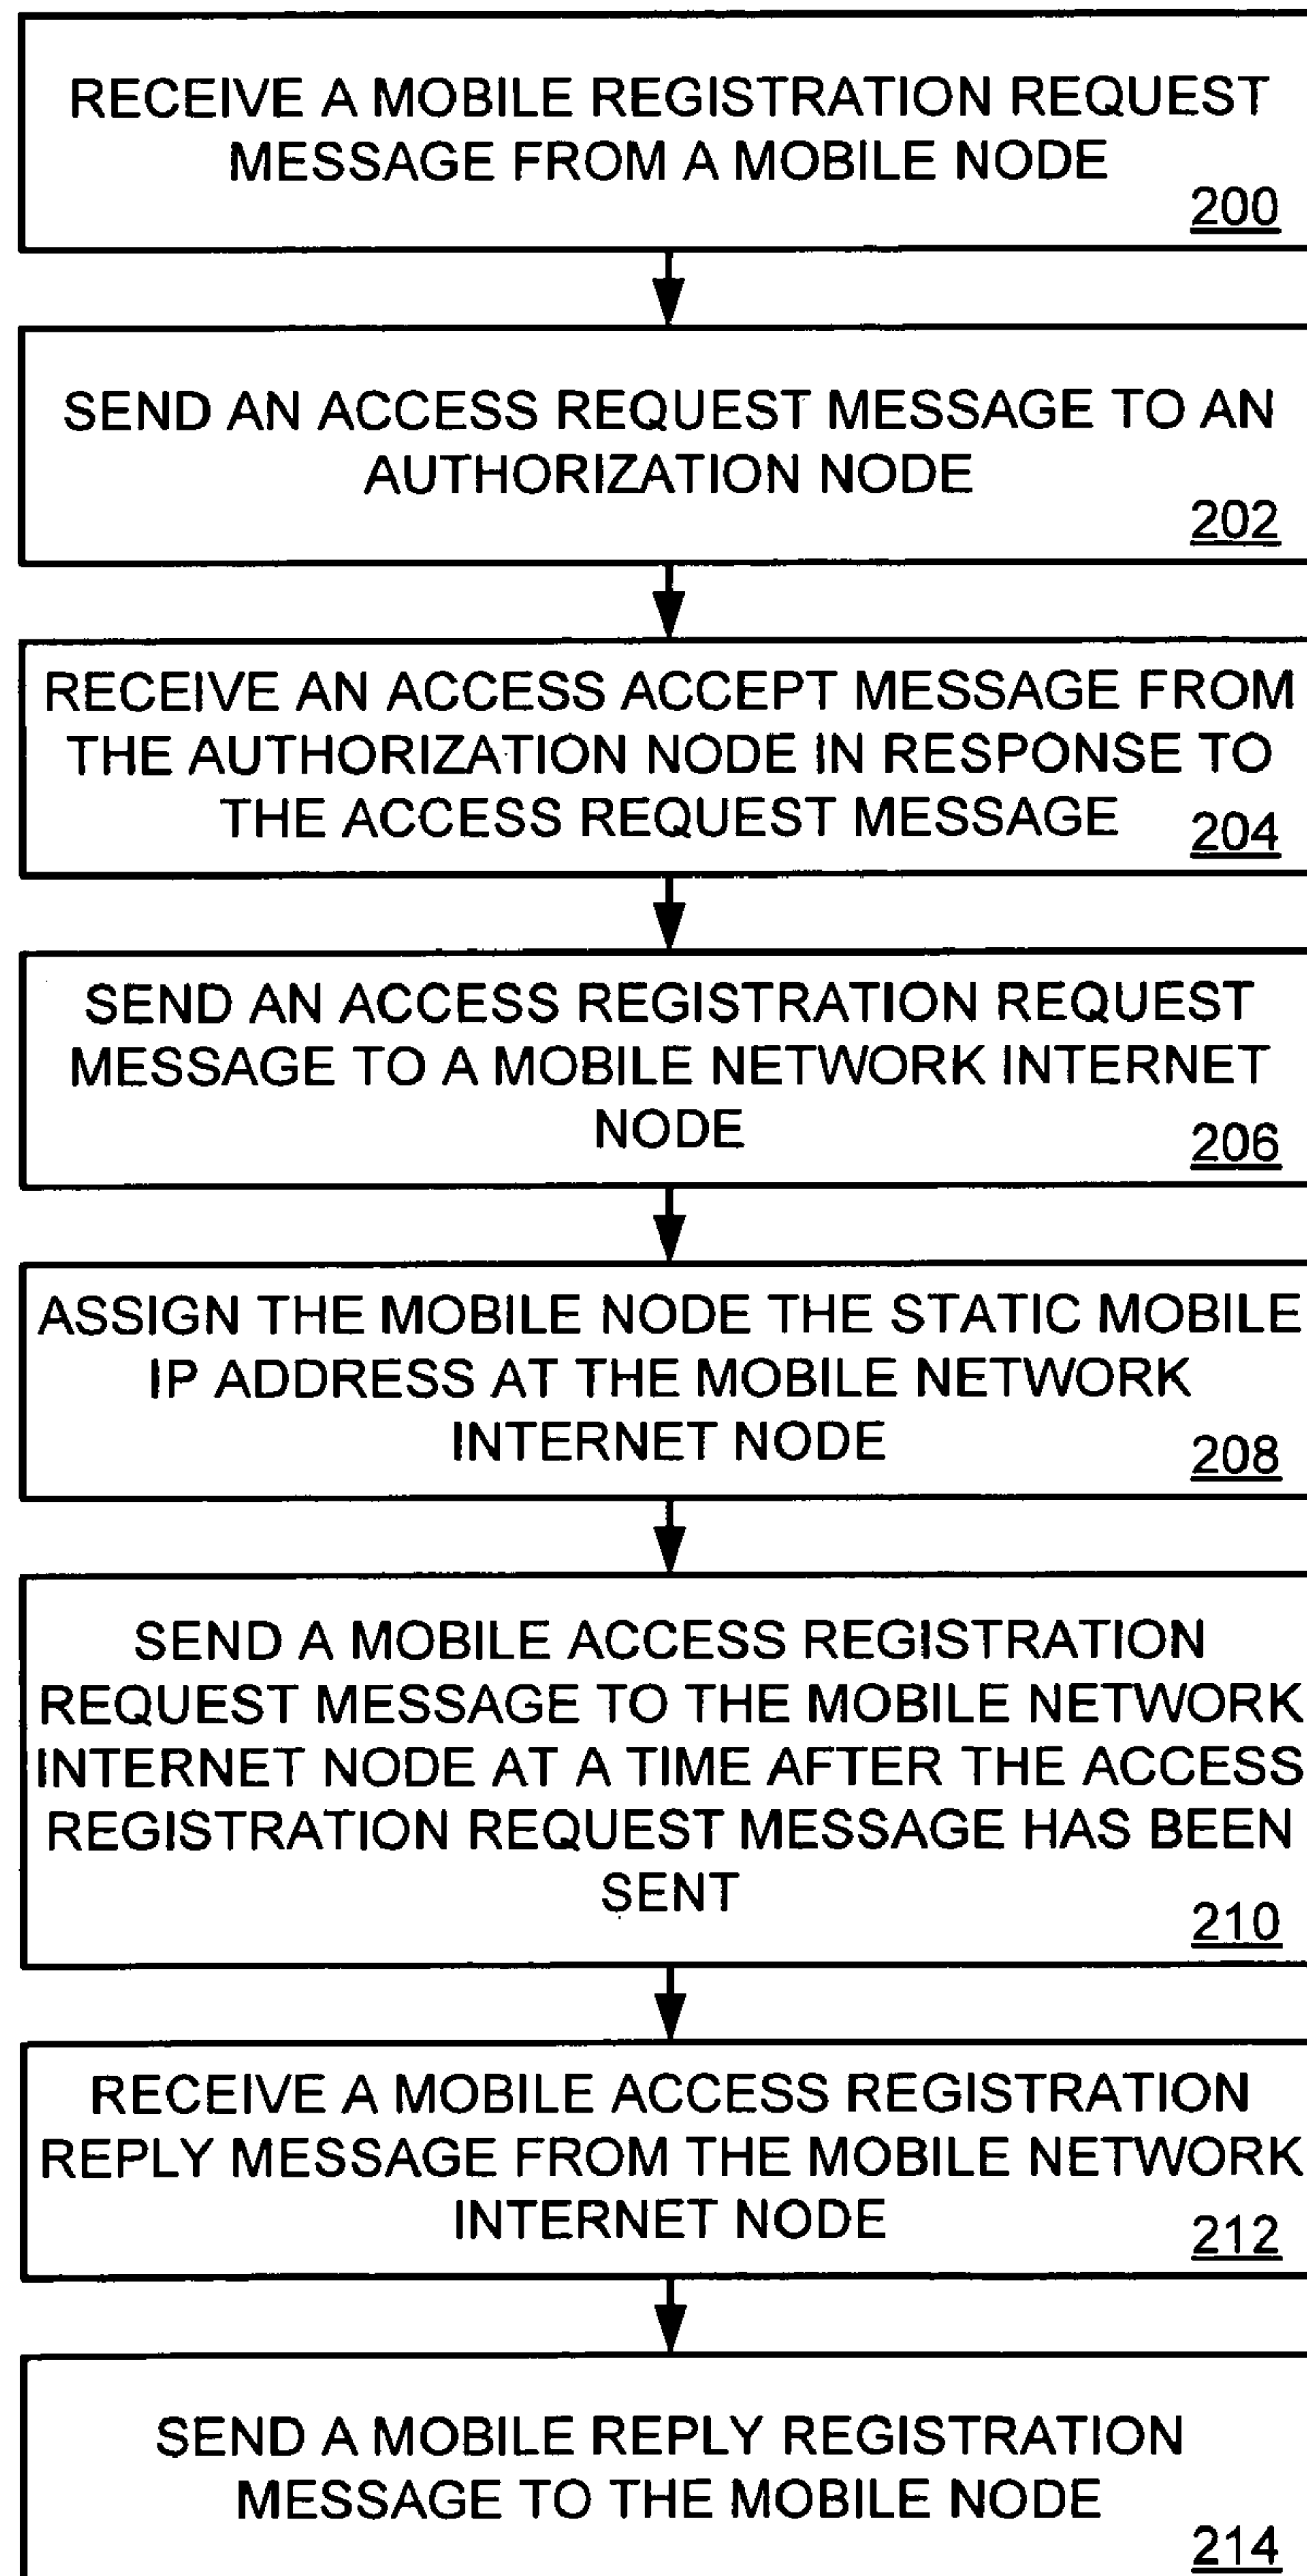 RECEIVE A MOBILE REGISTRATION REQUEST
MESSAGE FROM A MOBILE NODE
200
SEND AN ACCESS REQUEST MESSAGE TO AN
AUTHORIZATION NODE
202
RECEIVE AN ACCESS ACCEPT MESSAGE FROM
THE AUTHORIZATION NODE IN RESPONSE TO
THE ACCESS REQUEST MESSAGE
204
SEND AN ACCESS REGISTRATION REQUEST
MESSAGE TO A MOBILE NETWORK INTERNET
NODE
206
ASSIGN THE MOBILE NODE THE STATIC MOBILE
IP ADDRESS AT THE MOBILE NETWORK
INTERNET NODE
208
SEND A MOBILE ACCESS REGISTRATION
REQUEST MESSAGE TO THE MOBILE NETWORK
INTERNET NODE AT A TIME AFTER THE ACCESS
REGISTRATION REQUEST MESSAGE HAS BEEN
SENT
210
RECEIVE A MOBILE ACCESS REGISTRATION
REPLY MESSAGE FROM THE MOBILE NETWORK
INTERNET NODE
212
SEND A MOBILE REPLY REGISTRATION
MESSAGE TO THE MOBILE NODE
214